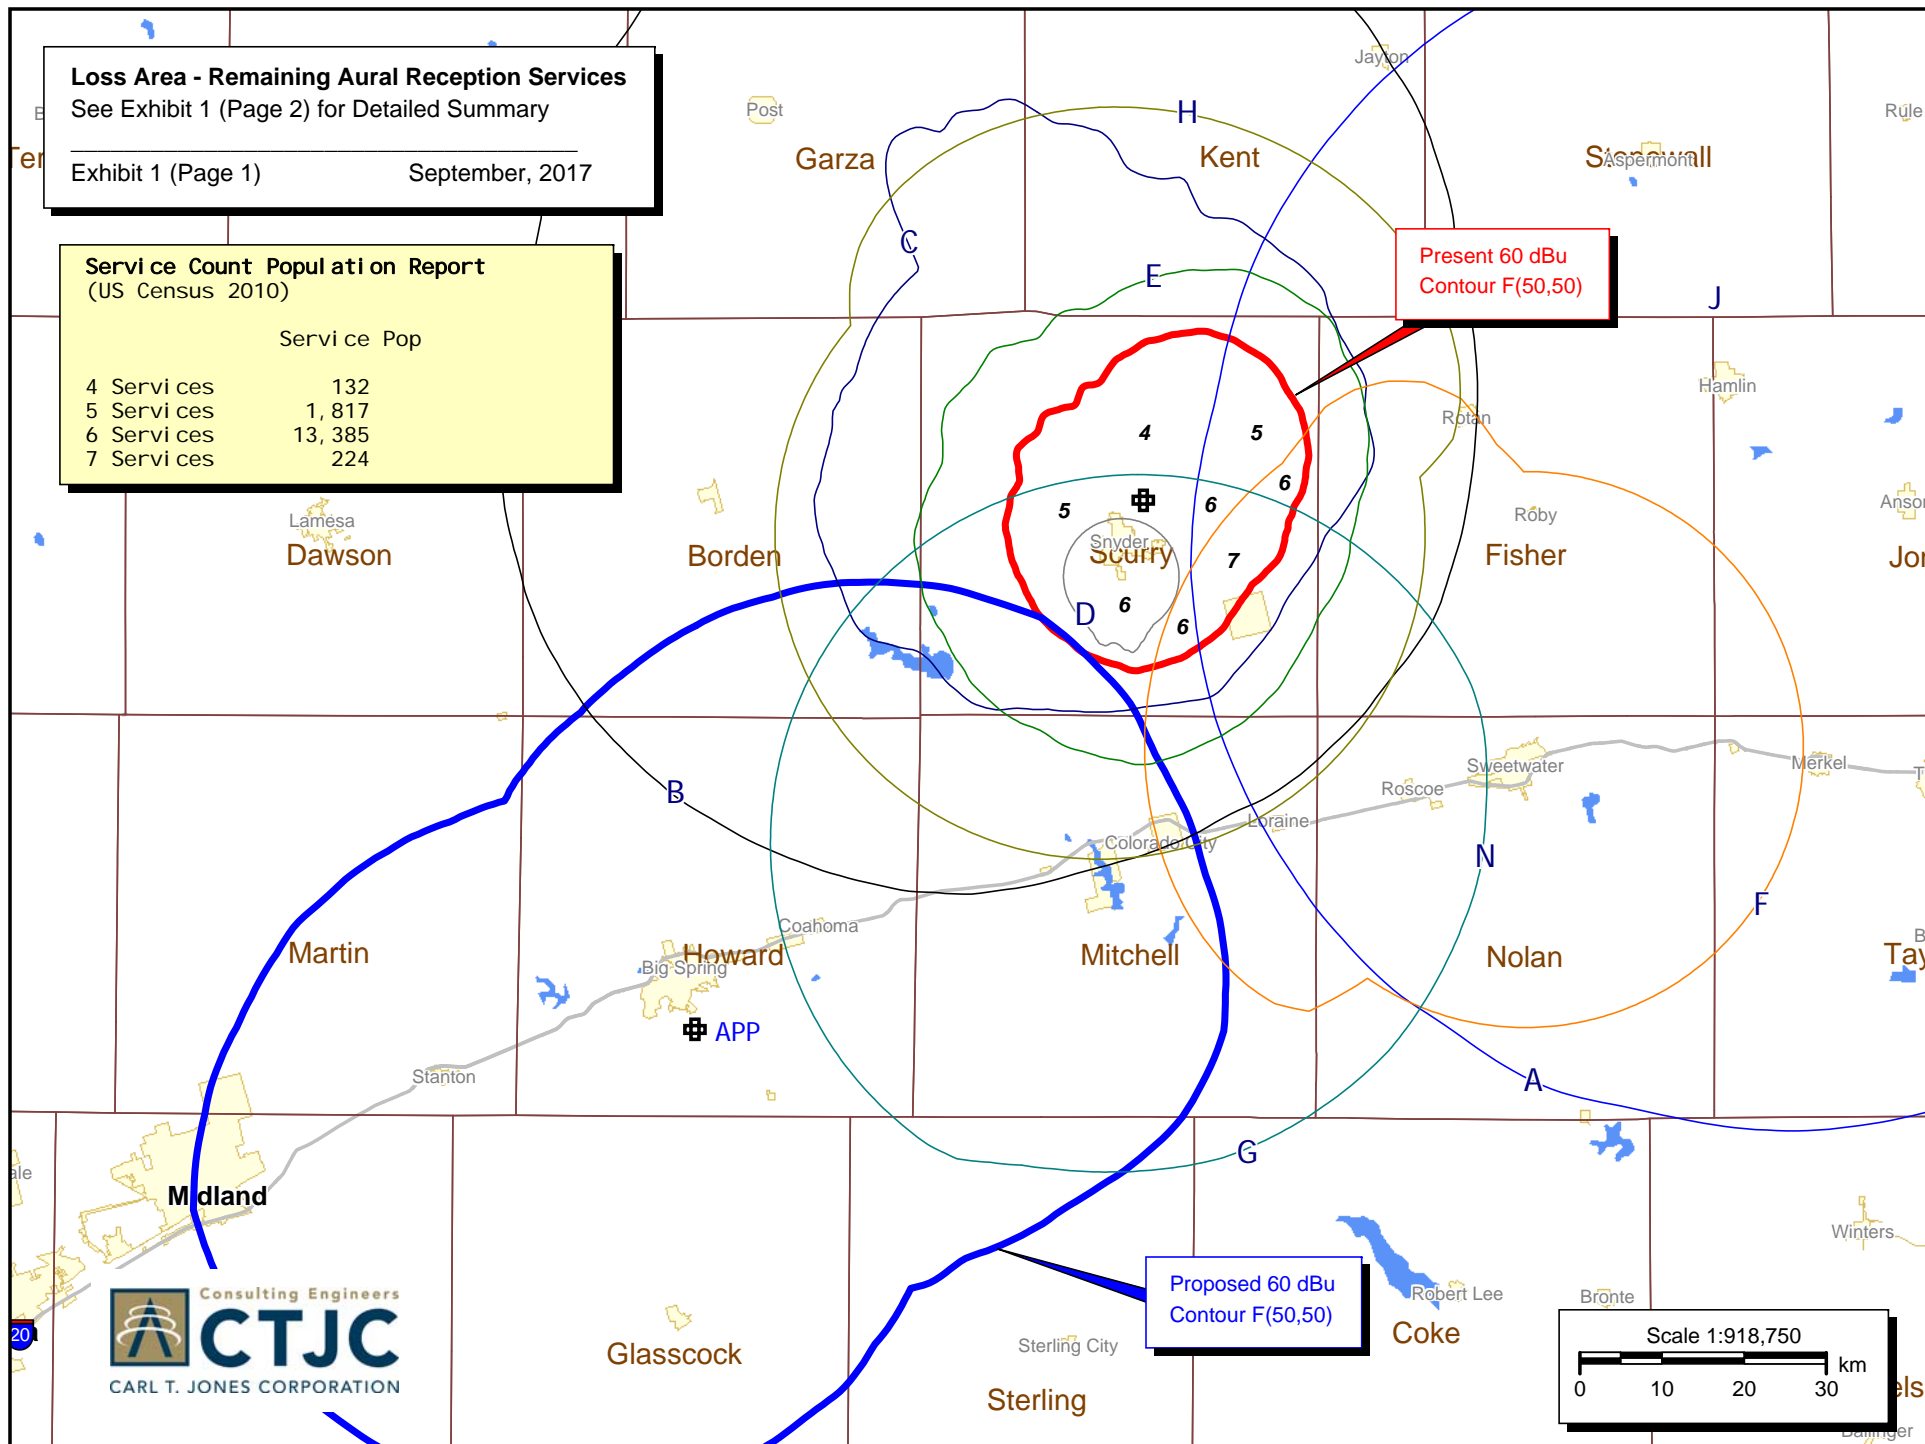 Loss Area - Remaining Aural Reception Services
See Exhibit 1 (Page 2) for Detailed Summary
Exhibit 1 (Page 1) September, 2017
Service Count Population Report
(US Census 2010)
Service Pop
4 Services 132
5 Services 1,817
6 Services 13,385
7 Services 224
Jayton
Post
H
Rule
Garza
Kent
Stonewall
Aspermont
C
E
Present 60 dBu
Contour F(50,50)
J
Hamlin
Rotan
4
5
6
5
6
Lamesa
Dawson
Borden
Snyder
Scurry
7
Roby
Fisher
D
6
6
B
Sweetwater
Merkel
Roscoe
Loraine
Colorado City
N
F
Coahoma
Martin
Howard
Big Spring
Mitchell
Nolan
APP
Stanton
A
G
Midland
Winters
Proposed 60 dBu
Contour F(50,50)
Robert Lee
Bronte
Coke
Consulting Engineers
CTJC
CARL T. JONES CORPORATION
20
Glasscock
Sterling City
Sterling
Scale 1:918,750
km
0 10 20 30